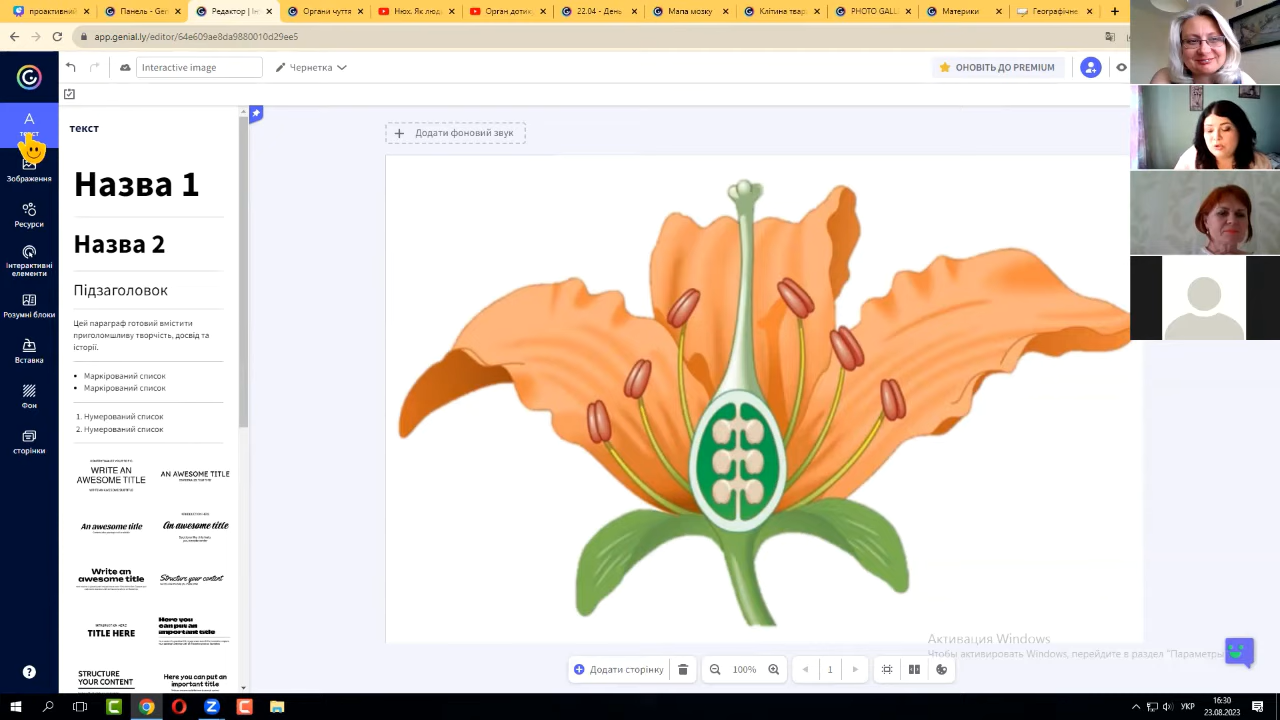 проактивні
Панель - Gen
Редактор | Ін
Органи чуття
Нюх. Як люд
Орган дотик
22.04 - День
Мапа мозку
Клітина твар
PHOTO GALL
Материки
Географічне
app.genial.ly/editor/64e609ae8da9880010d29ee5
Interactive image
Чернетка
ОНОВІТЬ ДО PREMIUM
текст
Зображення
Ресурси
Інтерактивні
елементи
Розумні блоки
Вставка
Фон
сторінки
текст
Назва 1
Назва 2
Підзаголовок
Цей параграф готовий вмістити
приголомшливу творчість, досвід та
історії.
• Маркірований список
• Маркірований список
1. Нумерований список
2. Нумерований список
WRITE AN
AWESOME TITLE
AN AWESOME TITLE
An awesome title
An awesome title
Write an
awesome title
Structure your content
TITLE HERE
Here you
can put an
important title
STRUCTURE
YOUR CONTENT
Here you can put an
important title
Додати фоновий звук
Додати сторінку
100%
1
Активация Windows
Чтобы активировать Windows, перейдите в раздел "Параметры
УКР
16:30
23.08.2023